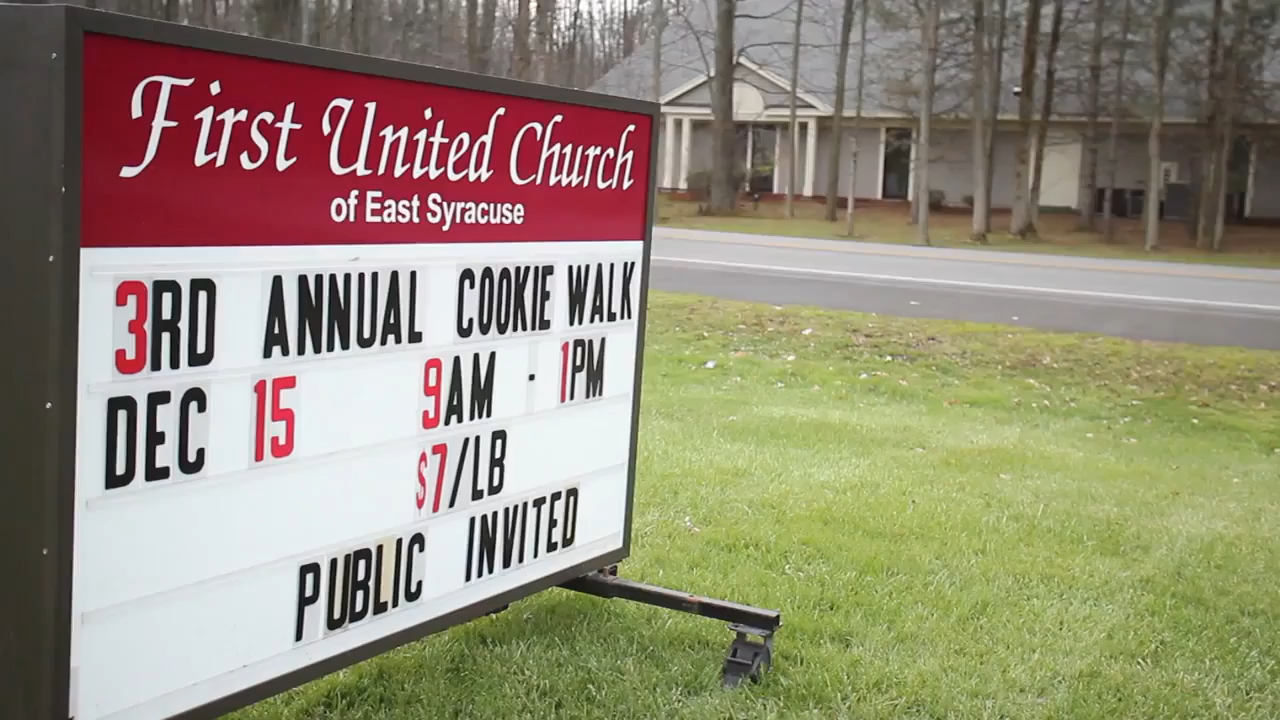 First United Church
of East Syracuse
3RD ANNUAL COOKIE WALK
DEC 15 9AM - 1PM
$7/LB
PUBLIC INVITED